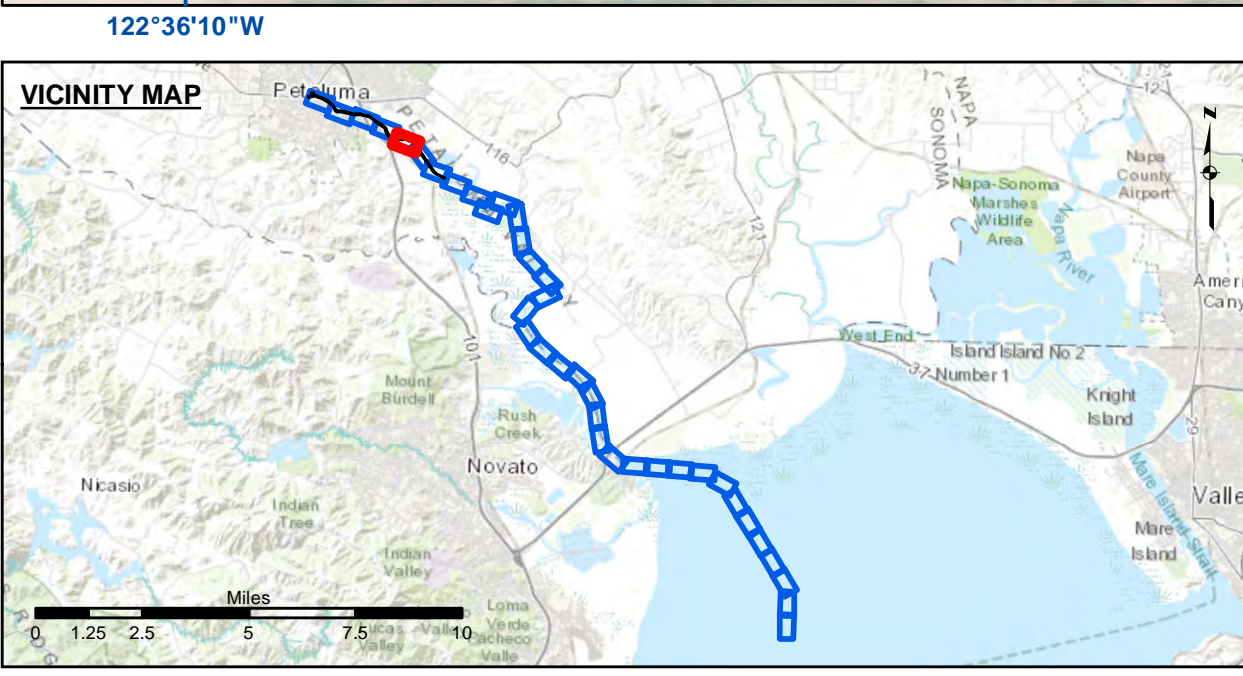 122°36'10"W
VICINITY MAP
Petaluma
12
NAPA
SONOMA
N
116
Napa
County
Airport
Napa-Sonoma
Marshes
Wildlife
Area
Napa River
121
Ameri
Cany
West End
Island Island No 2
Number 1
37
101
Mount
Burdell
Knight
Island
Rush
Creek
29
Novato
Nicasio
Mare Island Strait
Valle
Indian
Tree
Mare
Island
Indian
Valley
Miles
Loma
Verde
Pacheco
Valle
ucas Valley
Valley
0 1.25 2.5 5 7.5 10